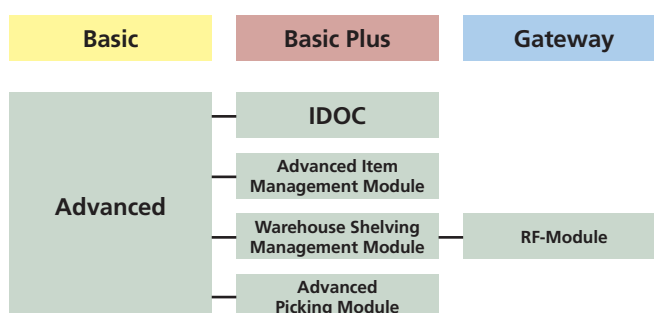 Basic
Basic Plus
Gateway
Advanced
IDOC
Advanced Item
Management Module
Warehouse Shelving
Management Module
RF-Module
Advanced
Picking Module